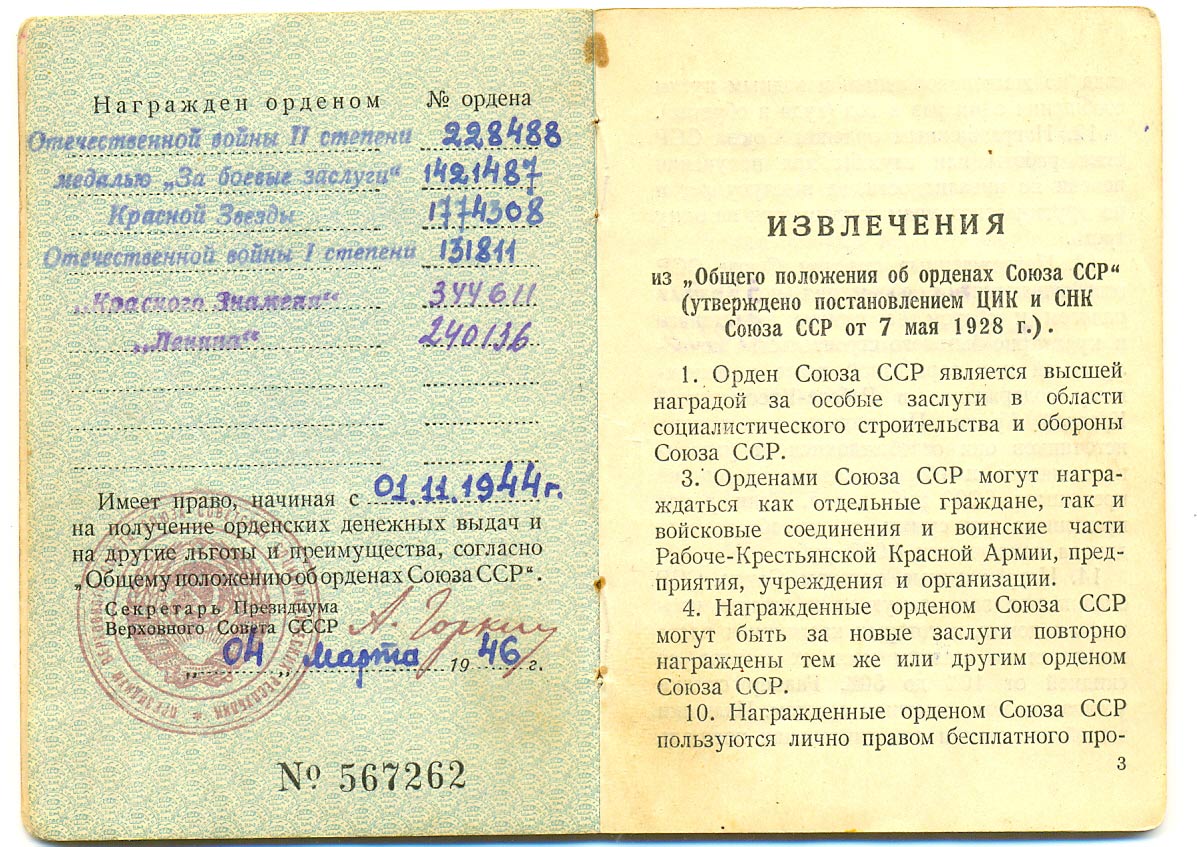 Награжден орденом № ордена
Отечественной войны II степени 228488
медалью „За боевые заслуги“ 1421487
Красной Звезды 1774308
Отечественной войны I степени 131811
„Красного Знамени“ 344611
„Ленина“ 240136
Имеет право, начиная с 01.11.1944г.
на получение орденских денежных выдач и
на другие льготы и преимущества, согласно
„Общему положению об орденах Союза ССР“.
Секретарь Президиума
Верховного Совета СССР А. Горкин
„04 марта 1946 г.
№ 567262
ИЗВЛЕЧЕНИЯ
из „Общего положения об орденах Союза ССР“
(утверждено постановлением ЦИК и СНК
Союза ССР от 7 мая 1928 г.).
1. Орден Союза ССР является высшей
наградой за особые заслуги в области
социалистического строительства и обороны
Союза ССР.
3. Орденами Союза ССР могут награ-
ждаться как отдельные граждане, так и
войсковые соединения и воинские части
Рабоче-Крестьянской Красной Армии, пред-
приятия, учреждения и организации.
4. Награжденные орденом Союза ССР
могут быть за новые заслуги повторно
награждены тем же или другим орденом
Союза ССР.
10. Награжденные орденом Союза ССР
пользуются лично правом бесплатного про-
3